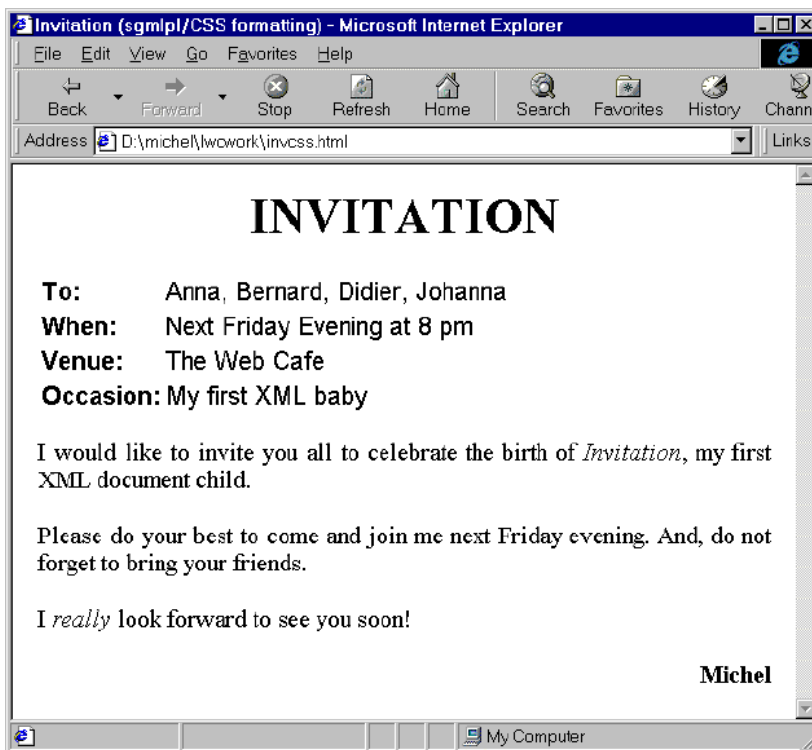 Invitation (sgmlpl/CSS formatting) - Microsoft Internet Explorer
File Edit View Go Favorites Help
Back Forward Stop Refresh Home Search Favorites History Chann
Address D:\michel\lwowork\invcss.html Links
INVITATION
To: Anna, Bernard, Didier, Johanna
When: Next Friday Evening at 8 pm
Venue: The Web Cafe
Occasion: My first XML baby
I would like to invite you all to celebrate the birth of Invitation, my first
XML document child.
Please do your best to come and join me next Friday evening. And, do not
forget to bring your friends.
I really look forward to see you soon!
Michel
My Computer